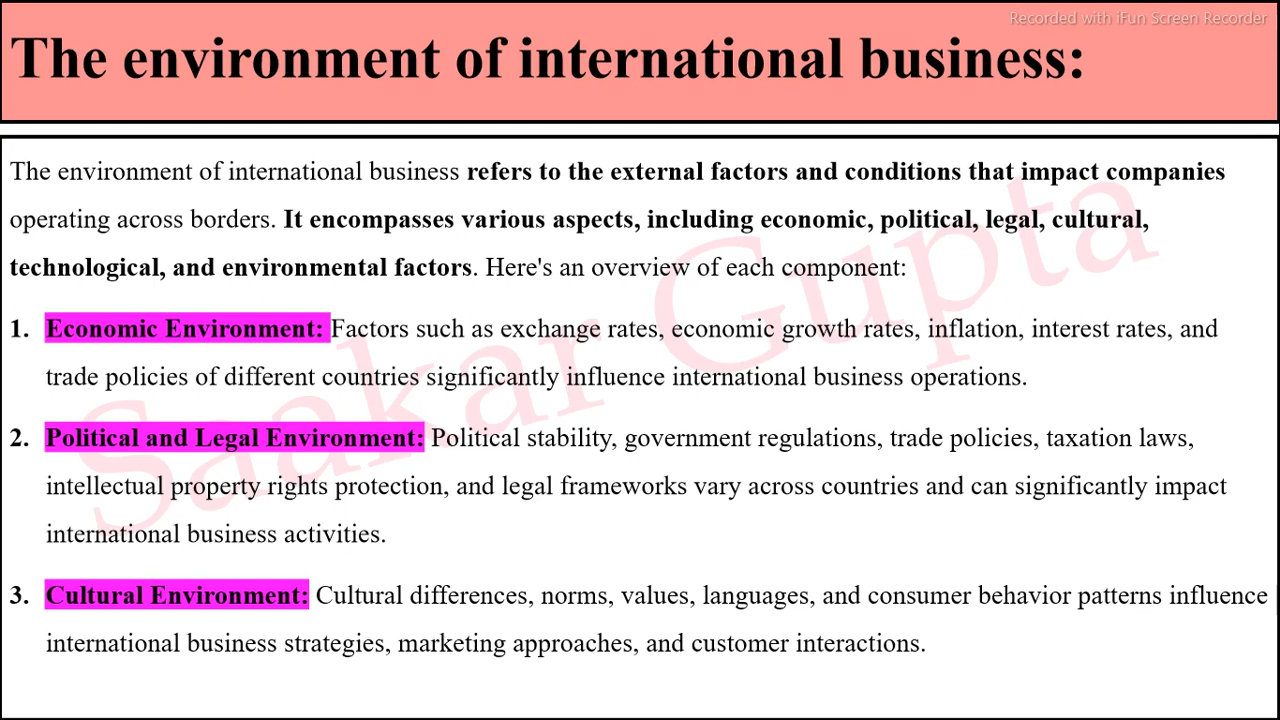 Recorded with iFun Screen Recorder
The environment of international business:
The environment of international business refers to the external factors and conditions that impact companies
operating across borders. It encompasses various aspects, including economic, political, legal, cultural,
technological, and environmental factors. Here's an overview of each component:
1. Economic Environment: Factors such as exchange rates, economic growth rates, inflation, interest rates, and
trade policies of different countries significantly influence international business operations.
2. Political and Legal Environment: Political stability, government regulations, trade policies, taxation laws,
intellectual property rights protection, and legal frameworks vary across countries and can significantly impact
international business activities.
3. Cultural Environment: Cultural differences, norms, values, languages, and consumer behavior patterns influence
international business strategies, marketing approaches, and customer interactions.
Saakar Gupta